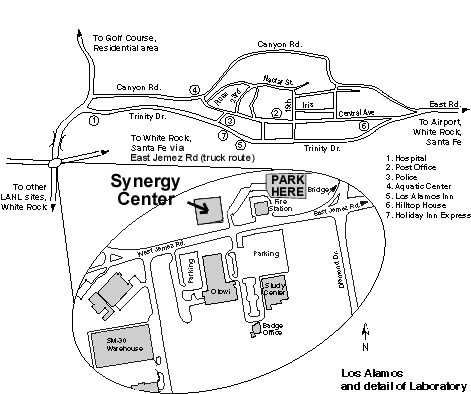 To Golf Course,
Residential area
Canyon Rd.
Nectar St.
Canyon Rd.
4
15th
Iris
Central Ave
East Rd.
Trinity Dr.
1
3
2
7
5
6
Trinity Dr.
To Airport,
White Rock,
Santa Fe
To White Rock,
Santa Fe via
East Jemez Rd (truck route)
1. Hospital
2. Post Office
3. Police
4. Aquatic Center
5. Los Alamos Inn
6. Hilltop House
7. Holiday Inn Express
To other
LANL sites,
White Rock
Synergy
Center
PARK
HERE
Bridge
Fire
Station
East Jemez Rd.
West Jemez Rd.
Parking
Parking
Diamond Dr.
Otowi
Study
Center
Badge
Office
SM-30
Warehouse
N
Los Alamos
and detail of Laboratory